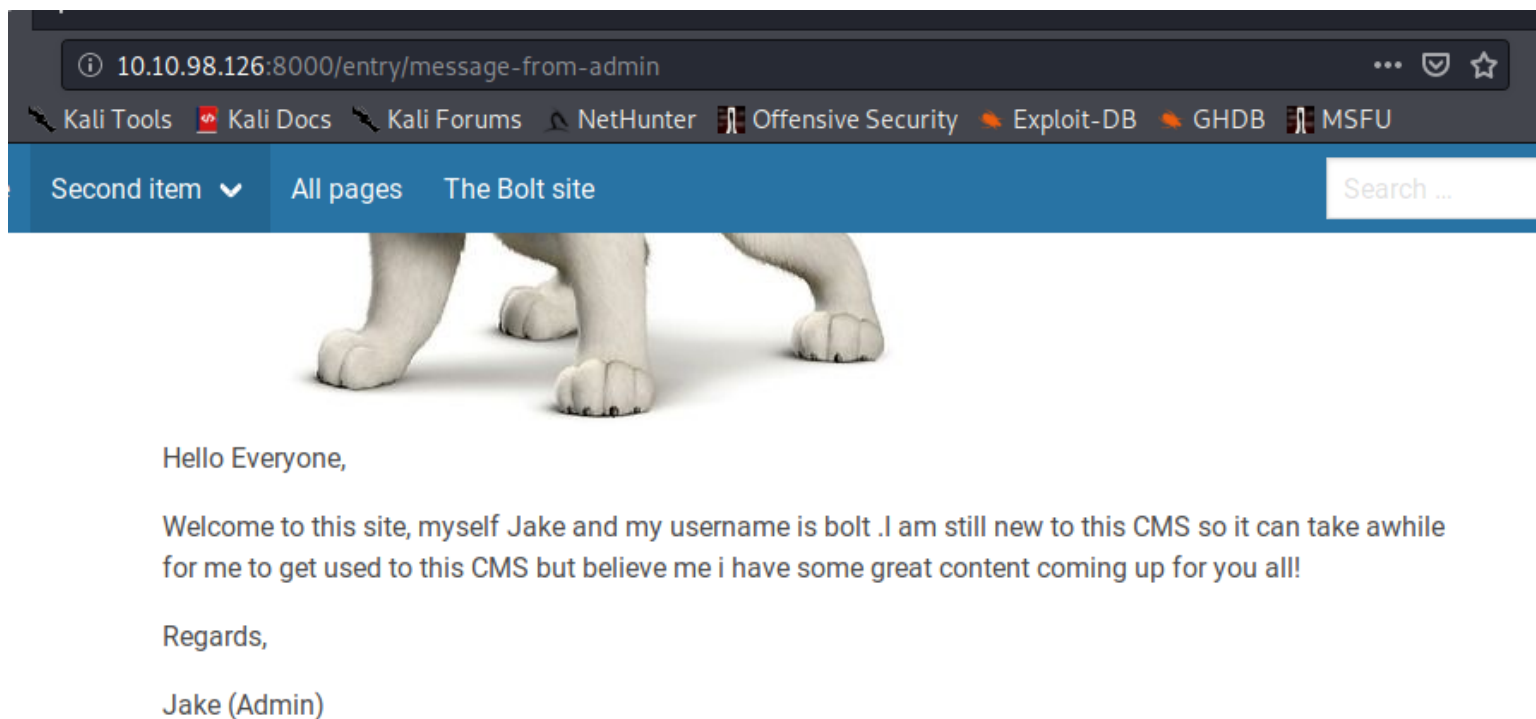 10.10.98.126:8000/entry/message-from-admin
Kali Tools Kali Docs Kali Forums NetHunter Offensive Security Exploit-DB GHDB MSFU
Second item All pages The Bolt site Search ...
Hello Everyone,
Welcome to this site, myself Jake and my username is bolt .I am still new to this CMS so it can take awhile
for me to get used to this CMS but believe me i have some great content coming up for you all!
Regards,
Jake (Admin)